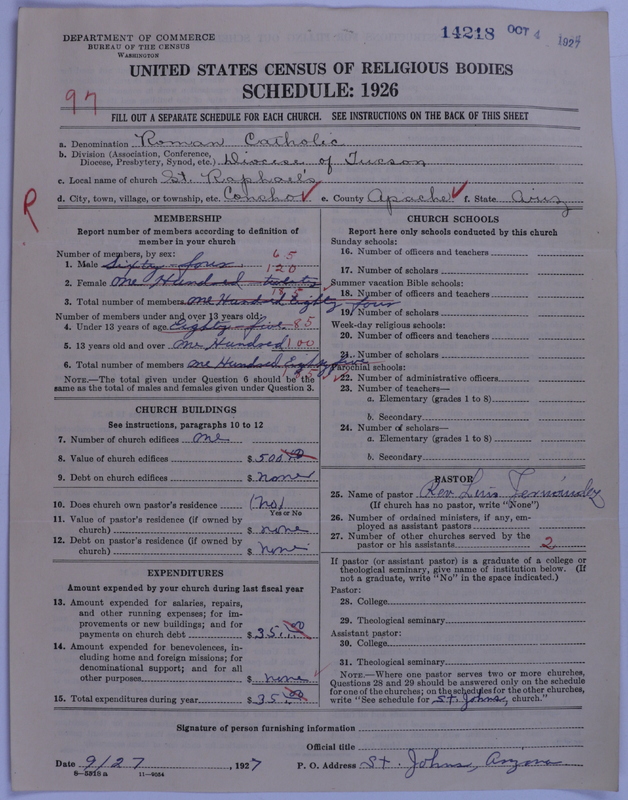 14218 OCT 4 1927
DEPARTMENT OF COMMERCE
BUREAU OF THE CENSUS
WASHINGTON
UNITED STATES CENSUS OF RELIGIOUS BODIES
SCHEDULE: 1926
97
FILL OUT A SEPARATE SCHEDULE FOR EACH CHURCH. SEE INSTRUCTIONS ON THE BACK OF THIS SHEET
a. Denomination Roman Catholic
b. Division (Association, Conference,
Diocese, Presbytery, Synod, etc.) Diocese of Tucson
c. Local name of church St. Raphael's
d. City, town, village, or township, etc. Concho e. County Apache f. State Ariz
R
MEMBERSHIP
Report number of members according to definition of
member in your church
Number of members, by sex: 65
1. Male Sixty-four
120
2. Female One Hundred twenty
185
3. Total number of members One Hundred Eighty four
Number of members under and over 13 years old:
4. Under 13 years of age Eighty-five 85
5. 13 years old and over One Hundred 100
6. Total number of members One Hundred Eighty five
185
NOTE.—The total given under Question 6 should be the
same as the total of males and females given under Question 3.
CHURCH BUILDINGS
See instructions, paragraphs 10 to 12
7. Number of church edifices one
8. Value of church edifices $ 500.00
9. Debt on church edifices $ none
10. Does church own pastor's residence (no)
Yes or No
11. Value of pastor's residence (if owned by
church) $ none
12. Debt on pastor's residence (if owned by
church) $ none
EXPENDITURES
Amount expended by your church during last fiscal year
13. Amount expended for salaries, repairs,
and other running expenses; for im-
provements or new buildings; and for
payments on church debt $ 35.00
14. Amount expended for benevolences, in-
cluding home and foreign missions; for
denominational support; and for all
other purposes $ none
15. Total expenditures during year $ 35.00
CHURCH SCHOOLS
Report here only schools conducted by this church
Sunday schools:
16. Number of officers and teachers
17. Number of scholars
Summer vacation Bible schools:
18. Number of officers and teachers
19. Number of scholars
Week-day religious schools:
20. Number of officers and teachers
21. Number of scholars
Parochial schools:
22. Number of administrative officers
23. Number of teachers—
a. Elementary (grades 1 to 8)
b. Secondary
24. Number of scholars—
a. Elementary (grades 1 to 8)
b. Secondary
PASTOR
25. Name of pastor Rev. Luis Fernández
(If church has no pastor, write "None")
26. Number of ordained ministers, if any, em-
ployed as assistant pastors
27. Number of other churches served by the
pastor or his assistants 2
If pastor (or assistant pastor) is a graduate of a college or
theological seminary, give name of institution below. (If
not a graduate, write "No" in the space indicated.)
Pastor:
28. College
29. Theological seminary
Assistant pastor:
30. College
31. Theological seminary
NOTE.—Where one pastor serves two or more churches,
Questions 28 and 29 should be answered only on the schedule
for one of the churches; on the schedules for the other churches,
write "See schedule for St. Johns, church."
Signature of person furnishing information
Official title
Date 9/27, 1927 P. O. Address St. Johns, Arizona
8-5518 a 11-9054